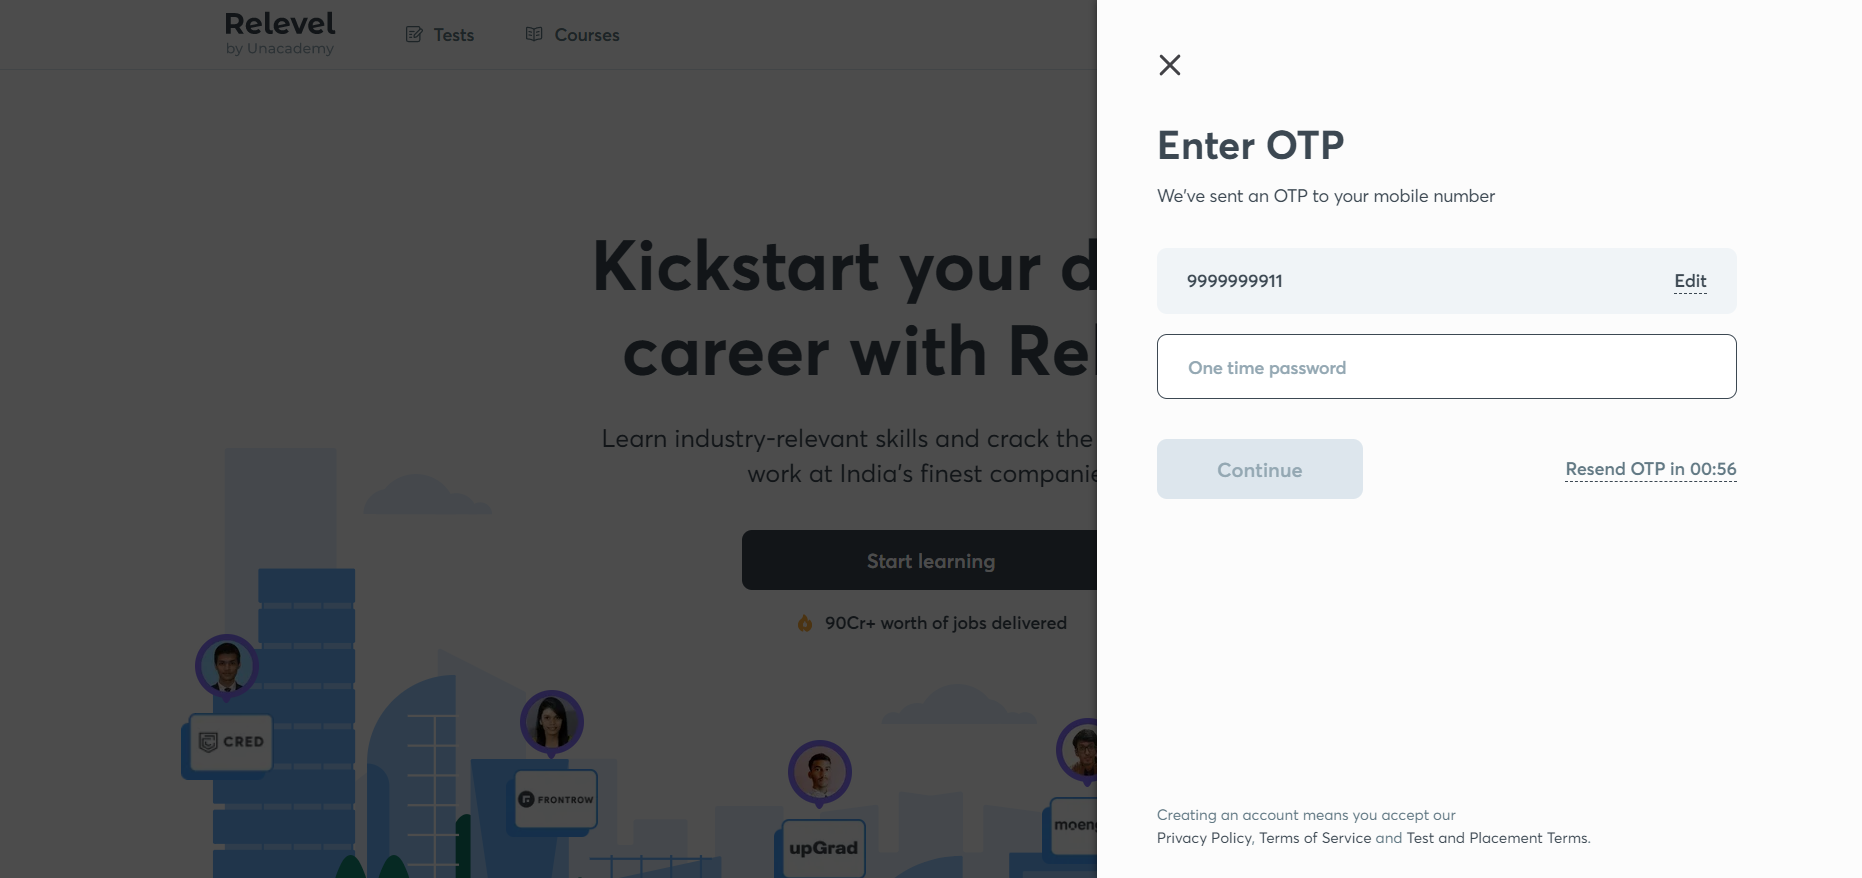 Relevel
by Unacademy
Tests
Courses
Kickstart your d
career with Rel
Learn industry-relevant skills and crack the
work at India's finest companie
Start learning
90Cr+ worth of jobs delivered
CRED
FRONTROW
upGrad
moeng
Enter OTP
We've sent an OTP to your mobile number
9999999911
Edit
One time password
Continue
Resend OTP in 00:56
Creating an account means you accept our
Privacy Policy, Terms of Service and Test and Placement Terms.